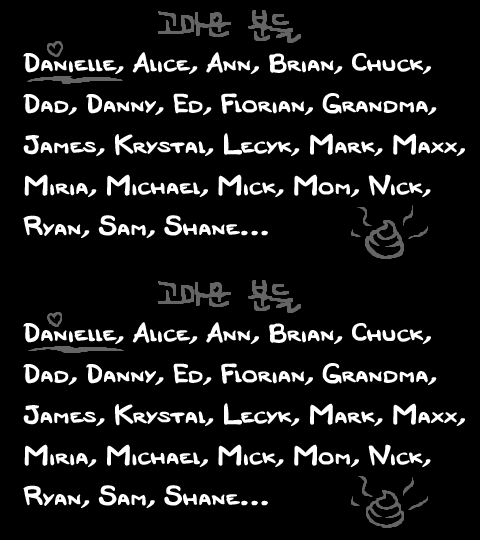 고마운 분들
Danielle, Alice, Ann, Brian, Chuck,
Dad, Danny, Ed, Florian, Grandma,
James, Krystal, Lecyk, Mark, Maxx,
Miria, Michael, Mick, Mom, Nick,
Ryan, Sam, Shane...
고마운 분들
Danielle, Alice, Ann, Brian, Chuck,
Dad, Danny, Ed, Florian, Grandma,
James, Krystal, Lecyk, Mark, Maxx,
Miria, Michael, Mick, Mom, Nick,
Ryan, Sam, Shane...